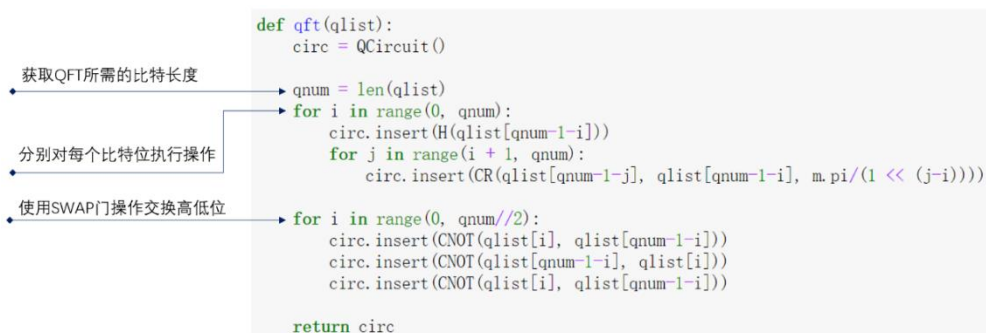 def qft(qlist):
    circ = QCircuit()
获取QFT所需的比特长度
    qnum = len(qlist)
    for i in range(0, qnum):
        circ.insert(H(qlist[qnum-1-i]))
分别对每个比特位执行操作
        for j in range(i + 1, qnum):
            circ.insert(CR(qlist[qnum-1-j], qlist[qnum-1-i], m.pi/(1 << (j-i))))
使用SWAP门操作交换高低位
    for i in range(0, qnum//2):
        circ.insert(CNOT(qlist[i], qlist[qnum-1-i]))
        circ.insert(CNOT(qlist[qnum-1-i], qlist[i]))
        circ.insert(CNOT(qlist[i], qlist[qnum-1-i]))
    return circ